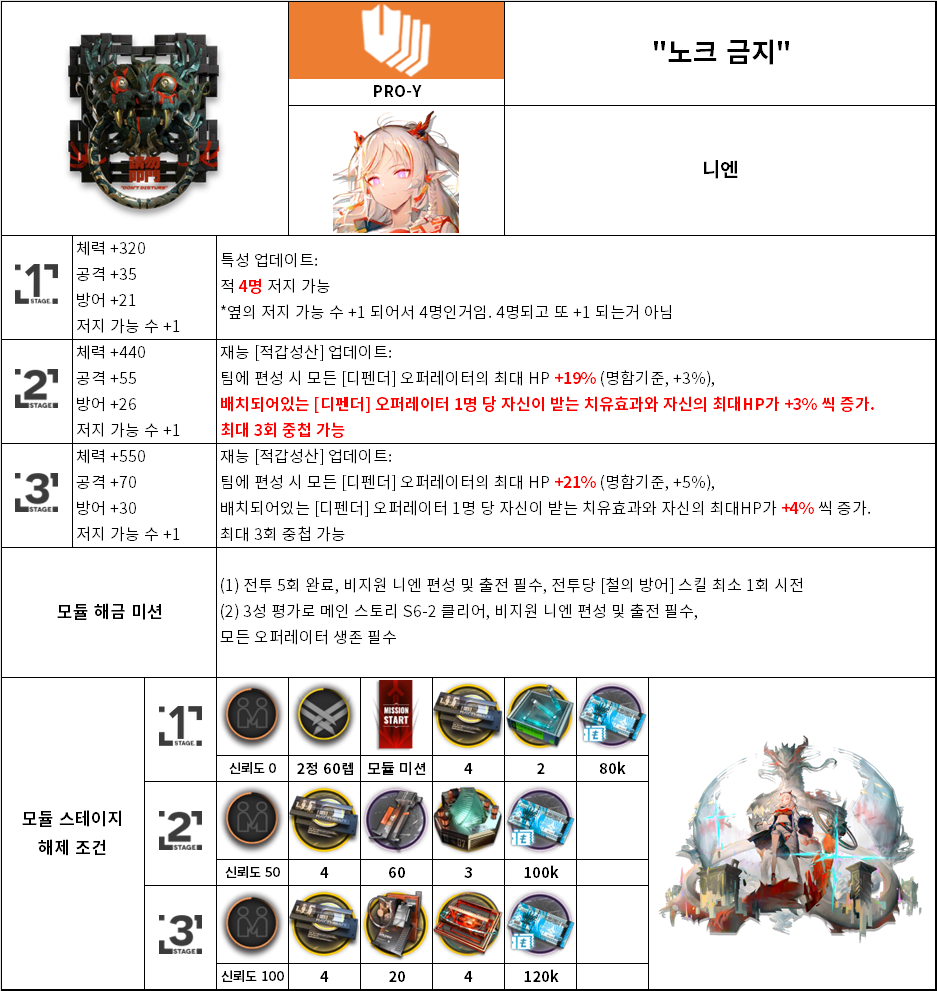 請勿
叩門
"DON'T DISTURB"
PRO-Y
"노크 금지"
니엔
1
STAGE.
체력 +320
공격 +35
방어 +21
저지 가능 수 +1
특성 업데이트:
적 4명 저지 가능
*옆의 저지 가능 수 +1 되어서 4명인거임. 4명되고 또 +1 되는거 아님
2
STAGE.
체력 +440
공격 +55
방어 +26
저지 가능 수 +1
재능 [적갑성산] 업데이트:
팀에 편성 시 모든 [디펜더] 오퍼레이터의 최대 HP +19% (명함기준, +3%),
배치되어있는 [디펜더] 오퍼레이터 1명 당 자신이 받는 치유효과와 자신의 최대HP가 +3% 씩 증가.
최대 3회 중첩 가능
3
STAGE.
체력 +550
공격 +70
방어 +30
저지 가능 수 +1
재능 [적갑성산] 업데이트:
팀에 편성 시 모든 [디펜더] 오퍼레이터의 최대 HP +21% (명함기준, +5%),
배치되어있는 [디펜더] 오퍼레이터 1명 당 자신이 받는 치유효과와 자신의 최대HP가 +4% 씩 증가.
최대 3회 중첩 가능
모듈 해금 미션
(1) 전투 5회 완료, 비지원 니엔 편성 및 출전 필수, 전투당 [철의 방어] 스킬 최소 1회 시전
(2) 3성 평가로 메인 스토리 S6-2 클리어, 비지원 니엔 편성 및 출전 필수,
모든 오퍼레이터 생존 필수
모듈 스테이지
해제 조건
1
STAGE.
MISSION
START
신뢰도 0
2정 60렙
모듈 미션
4
2
80k
2
STAGE.
신뢰도 50
4
60
3
100k
3
STAGE.
신뢰도 100
4
20
4
120k